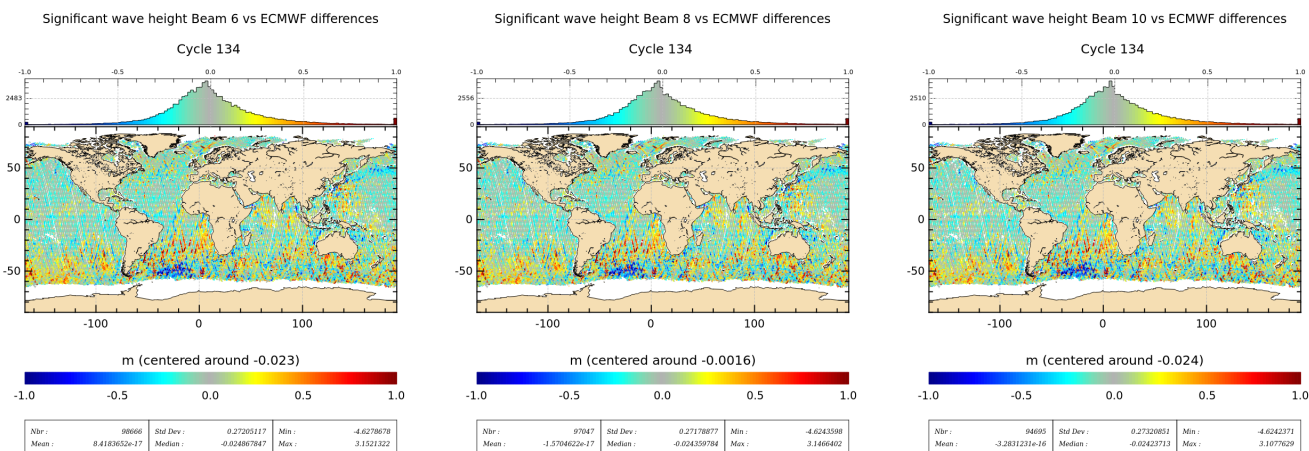 Significant wave height Beam 6 vs ECMWF differences
Cycle 134
-1.0 -0.5 0.0 0.5 1.0
2483
0
50
0
-50
-100 0 100
m (centered around -0.023)
-1.0 -0.5 0.0 0.5 1.0
Nbr : 98666 Std Dev : 0.27205117 Min : -4.6278678
Mean : 8.4183652e-17 Median : -0.024867847 Max : 3.1521322
Significant wave height Beam 8 vs ECMWF differences
Cycle 134
-1.0 -0.5 0.0 0.5 1.0
2556
0
50
0
-50
-100 0 100
m (centered around -0.0016)
-1.0 -0.5 0.0 0.5 1.0
Nbr : 97047 Std Dev : 0.27178877 Min : -4.6243598
Mean : -1.5704622e-17 Median : -0.024359784 Max : 3.1466402
Significant wave height Beam 10 vs ECMWF differences
Cycle 134
-1.0 -0.5 0.0 0.5 1.0
2510
0
50
0
-50
-100 0 100
m (centered around -0.024)
-1.0 -0.5 0.0 0.5 1.0
Nbr : 94695 Std Dev : 0.27320851 Min : -4.6242371
Mean : -3.2831231e-16 Median : -0.02423713 Max : 3.1077629